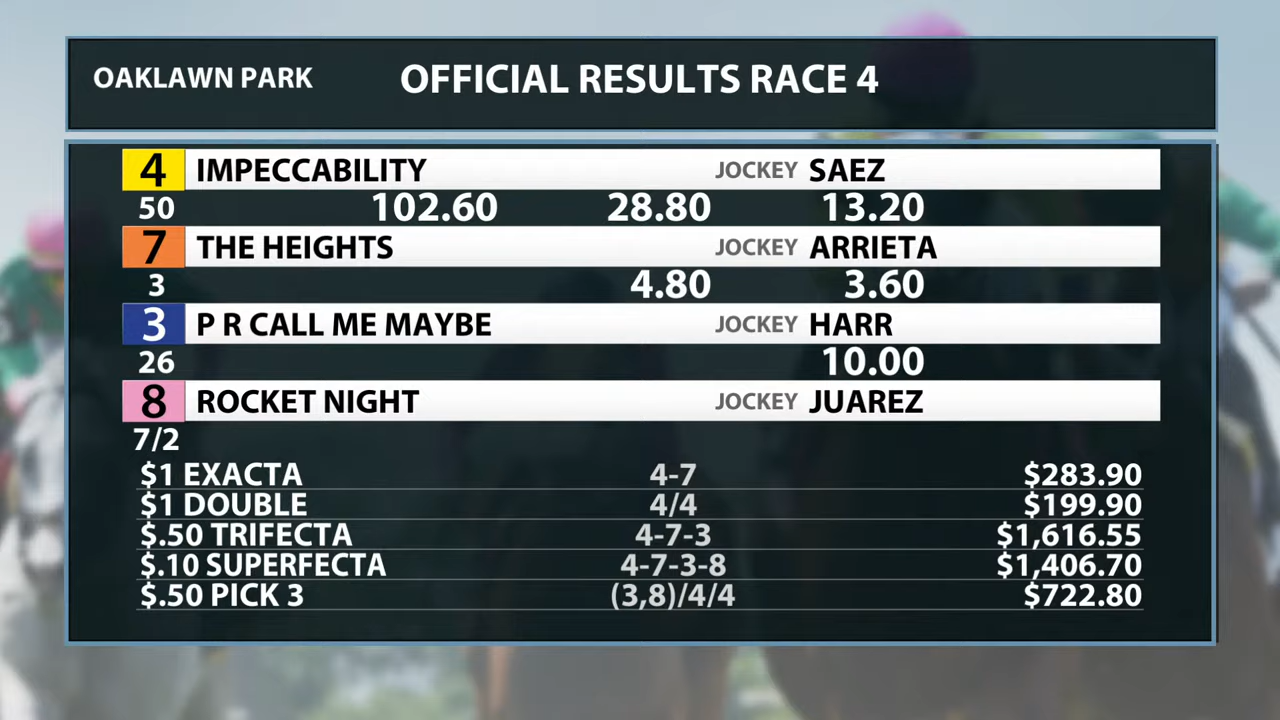 OAKLAWN PARK OFFICIAL RESULTS RACE 4
4 IMPECCABILITY JOCKEY SAEZ
50 102.60 28.80 13.20
7 THE HEIGHTS JOCKEY ARRIETA
3 4.80 3.60
3 P R CALL ME MAYBE JOCKEY HARR
26 10.00
8 ROCKET NIGHT JOCKEY JUAREZ
7/2
$1 EXACTA 4-7 $283.90
$1 DOUBLE 4/4 $199.90
$.50 TRIFECTA 4-7-3 $1,616.55
$.10 SUPERFECTA 4-7-3-8 $1,406.70
$.50 PICK 3 (3,8)/4/4 $722.80